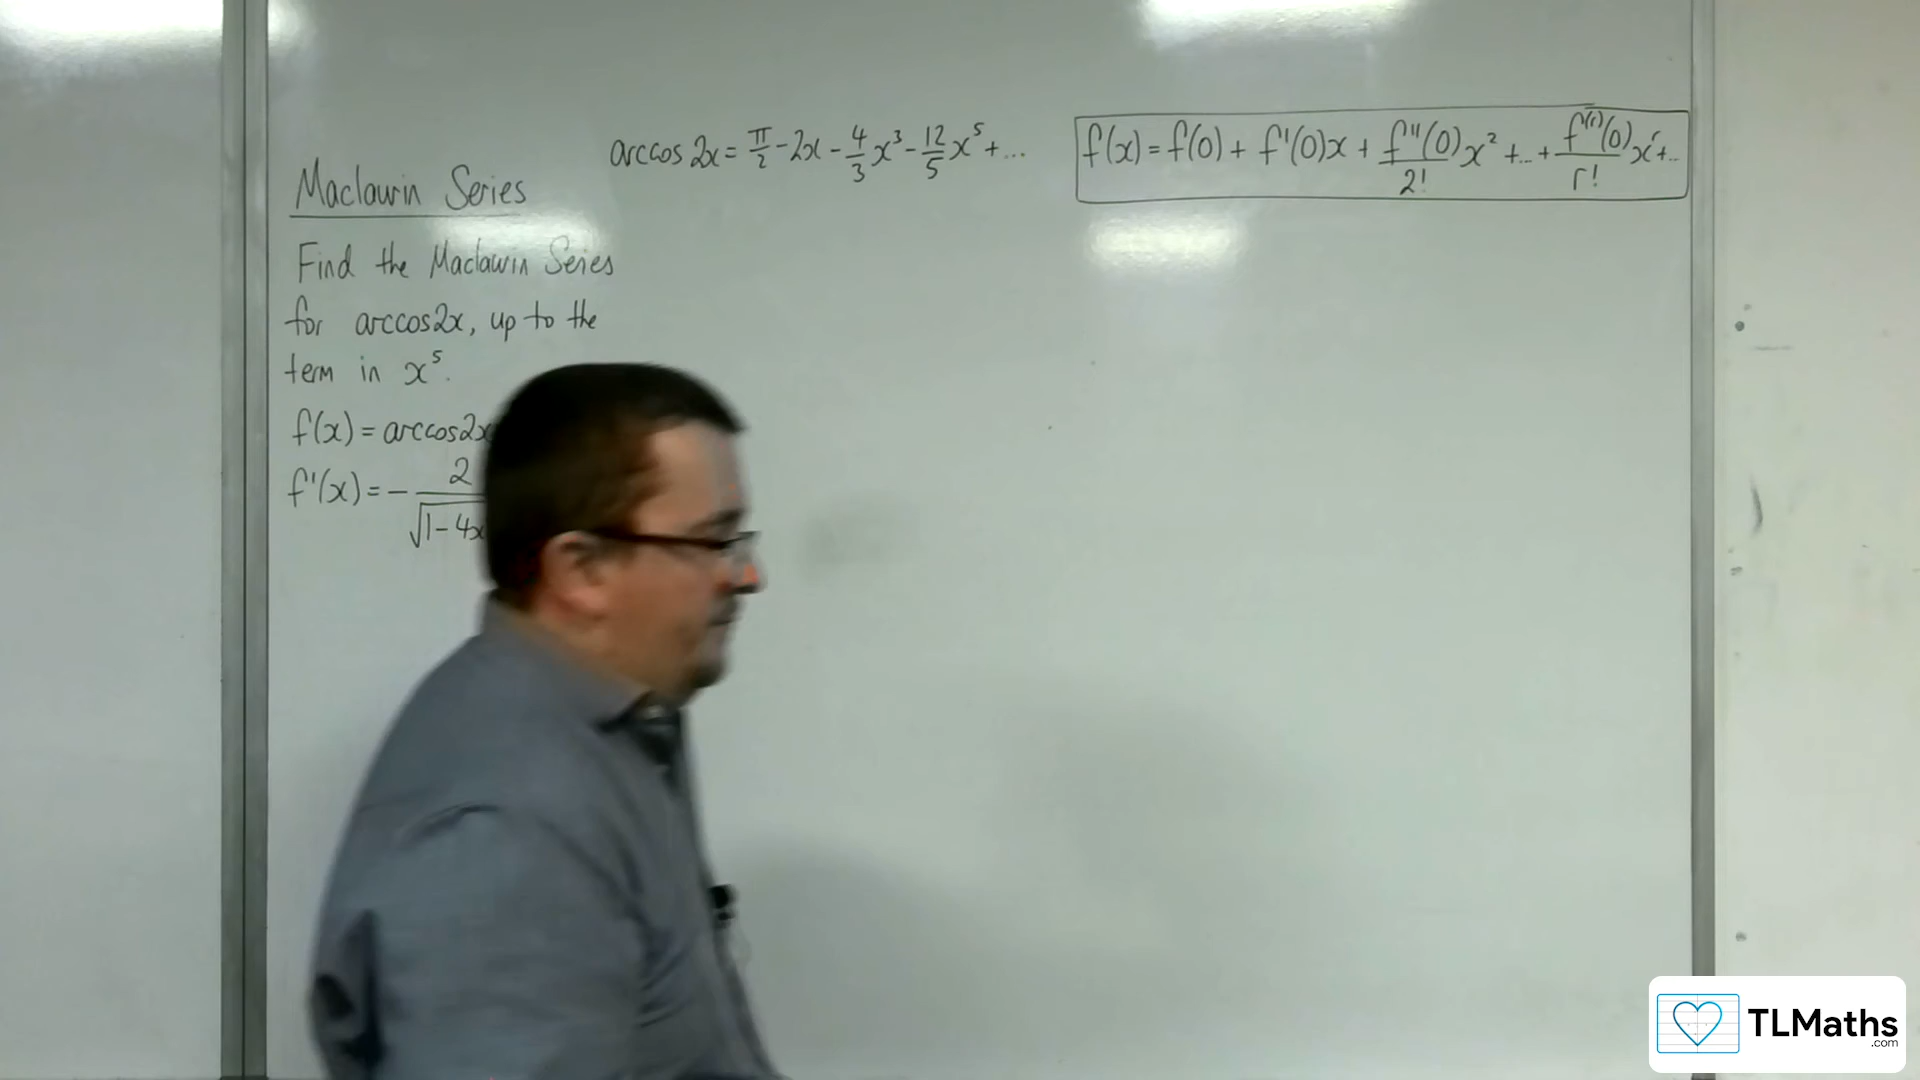 Maclaurin Series
arccos 2x = π/2 - 2x - 4/3 x³ - 12/5 x⁵ + ...
f(x) = f(0) + f'(0)x + f''(0)/2! x² + ... + f⁽ʳ⁾(0)/r! xʳ + ...
Find the Maclaurin Series
for arccos2x, up to the
term in x⁵.
f(x) = arccos2x
f'(x) = - 2/√1-4x
TLMaths
.com